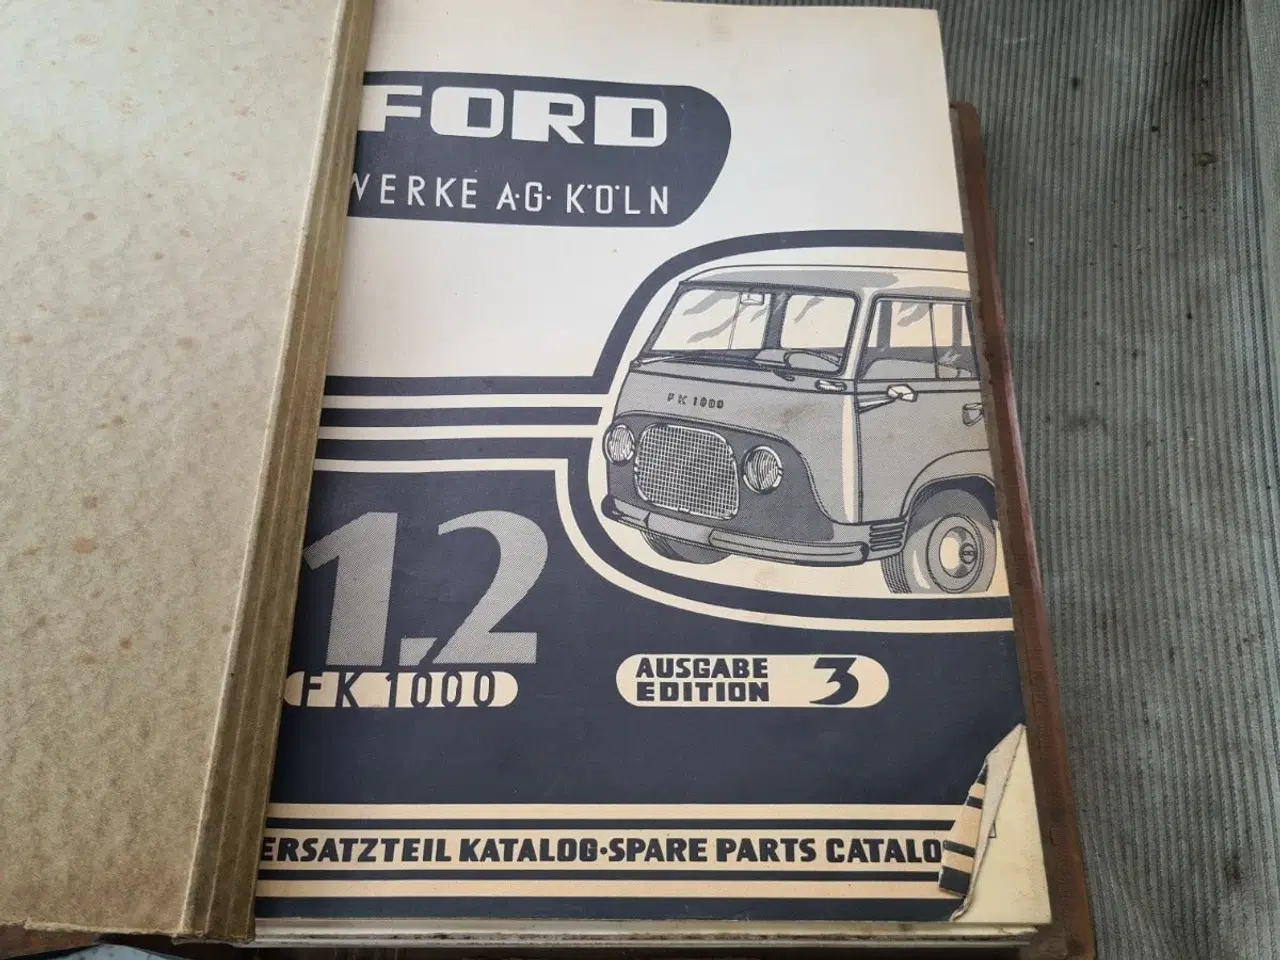 FORD
WERKE A.G. KÖLN
FK 1000
1,2
FK 1000
AUSGABE
EDITION 3
ERSATZTEIL KATALOG·SPARE PARTS CATALO